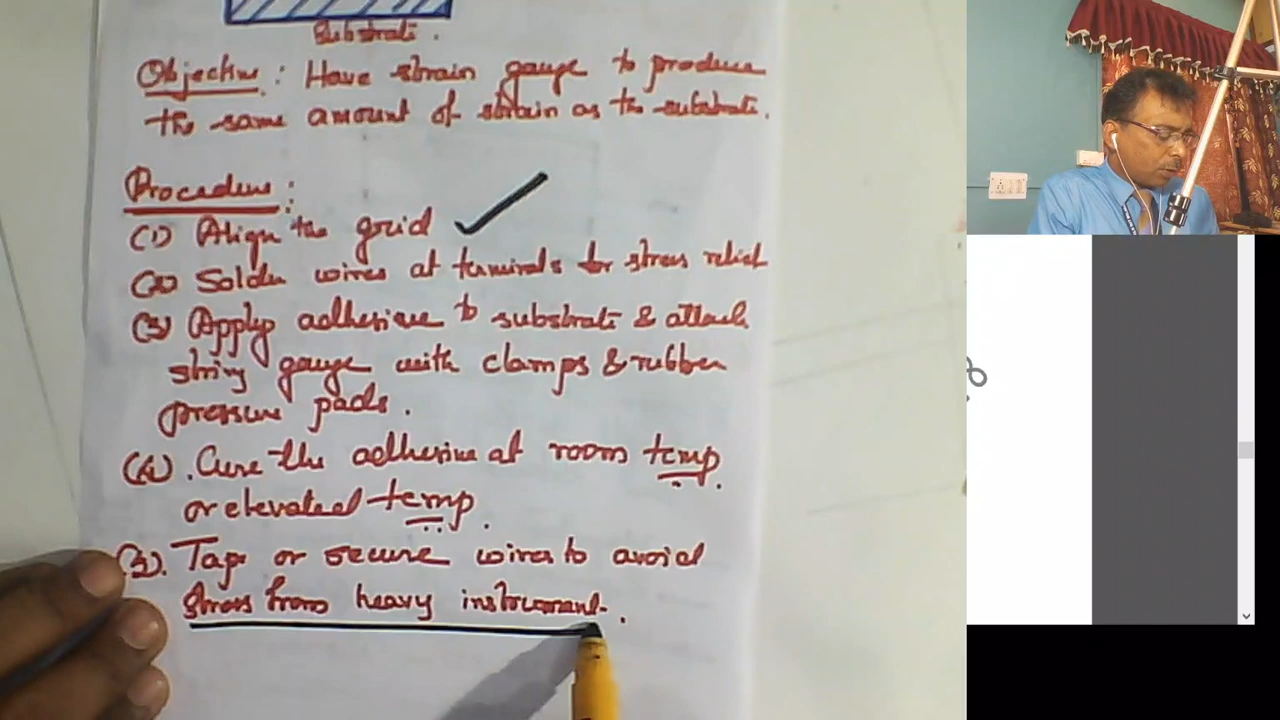 Substrate.
Objective: Have strain gauge to produce
the same amount of strain as the substrate.
Procedure:
(1) Align the grid
(2) Solder wires at terminals for stress relief
(3) Apply adhesive to substrate & attach
string gauge with clamps & rubber
pressure pads.
(4). Cure the adhesive at room temp.
or elevated temp.
(5). Tape or secure wires to avoid
stress from heavy instrument.